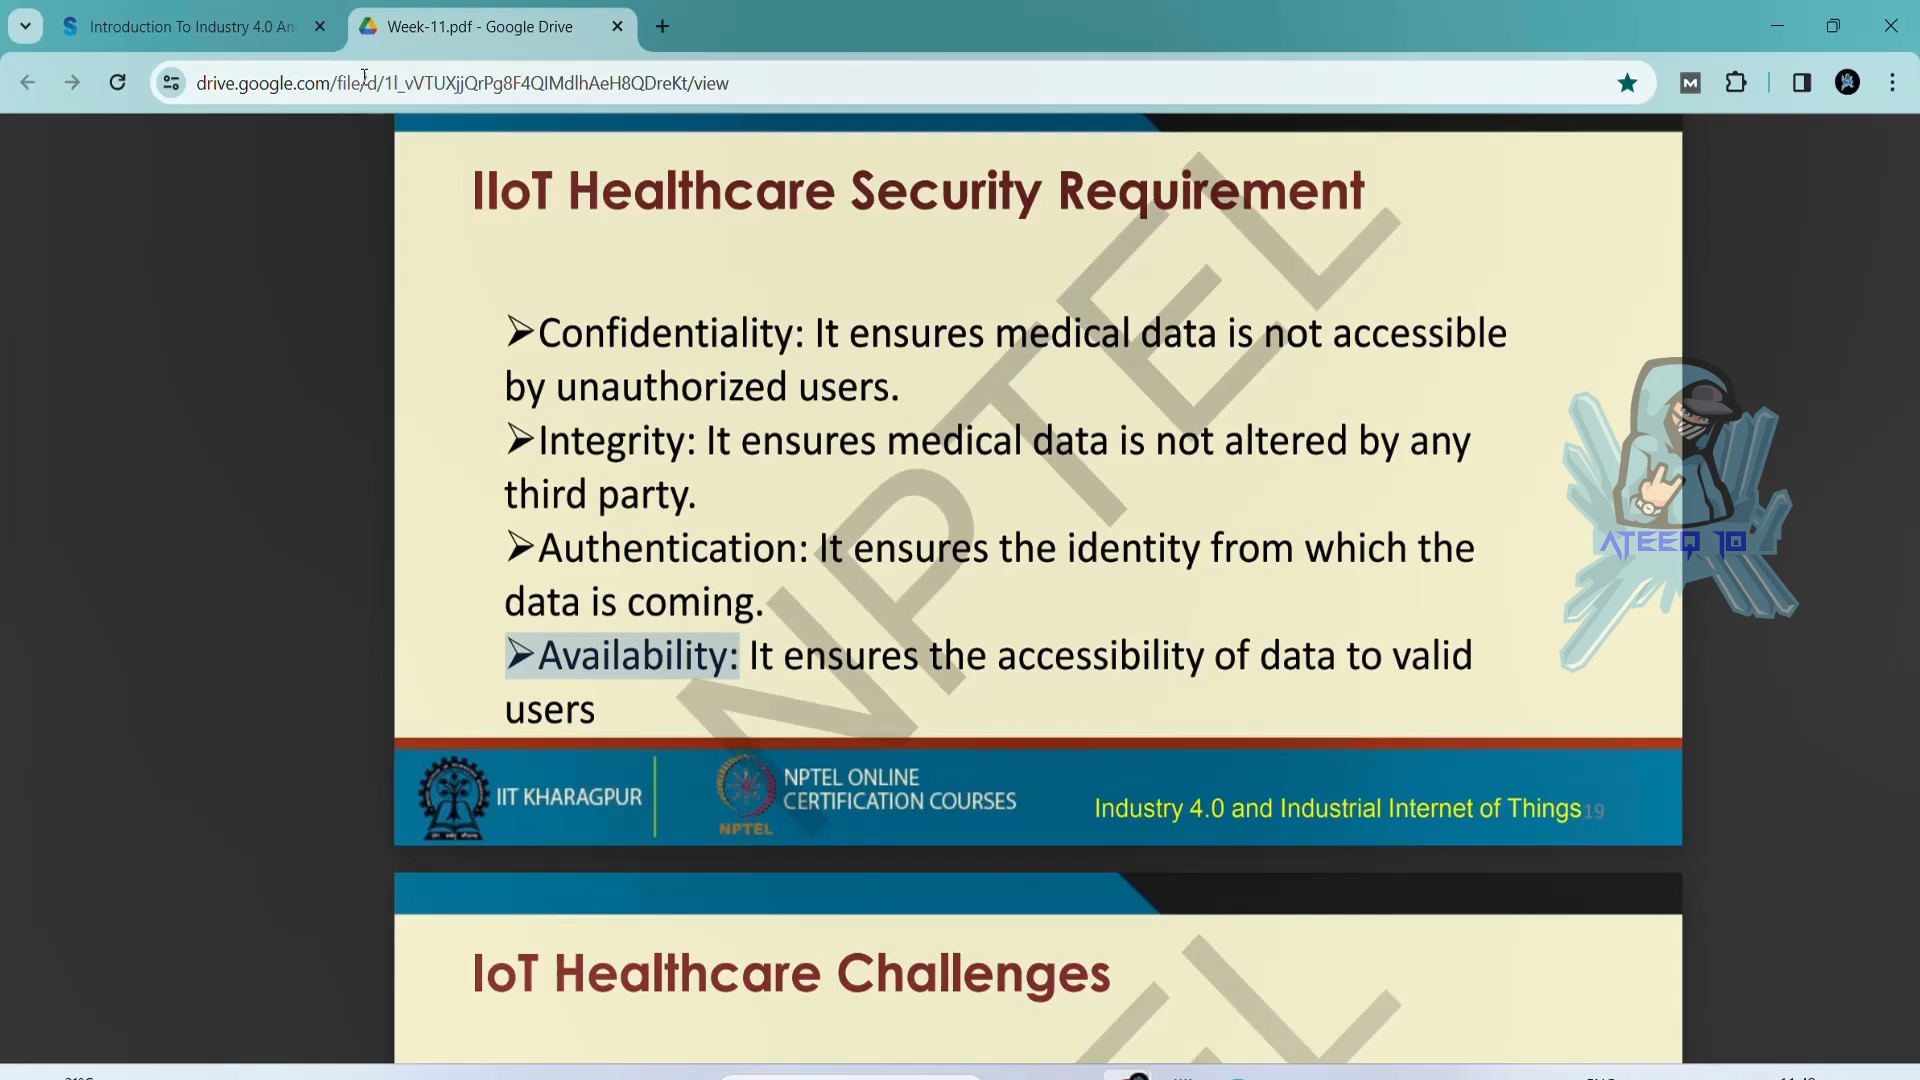 Introduction To Industry 4.0 An
Week-11.pdf - Google Drive
drive.google.com/file/d/1l_vVTUXjjQrPg8F4QIMdlhAeH8QDreKt/view
M
IIoT Healthcare Security Requirement
➢Confidentiality: It ensures medical data is not accessible
by unauthorized users.
➢Integrity: It ensures medical data is not altered by any
third party.
➢Authentication: It ensures the identity from which the
data is coming.
➢Availability: It ensures the accessibility of data to valid
users
NPTEL
ATEEQ 10
IIT KHARAGPUR
NPTEL
NPTEL ONLINE
CERTIFICATION COURSES
Industry 4.0 and Industrial Internet of Things
19
IoT Healthcare Challenges